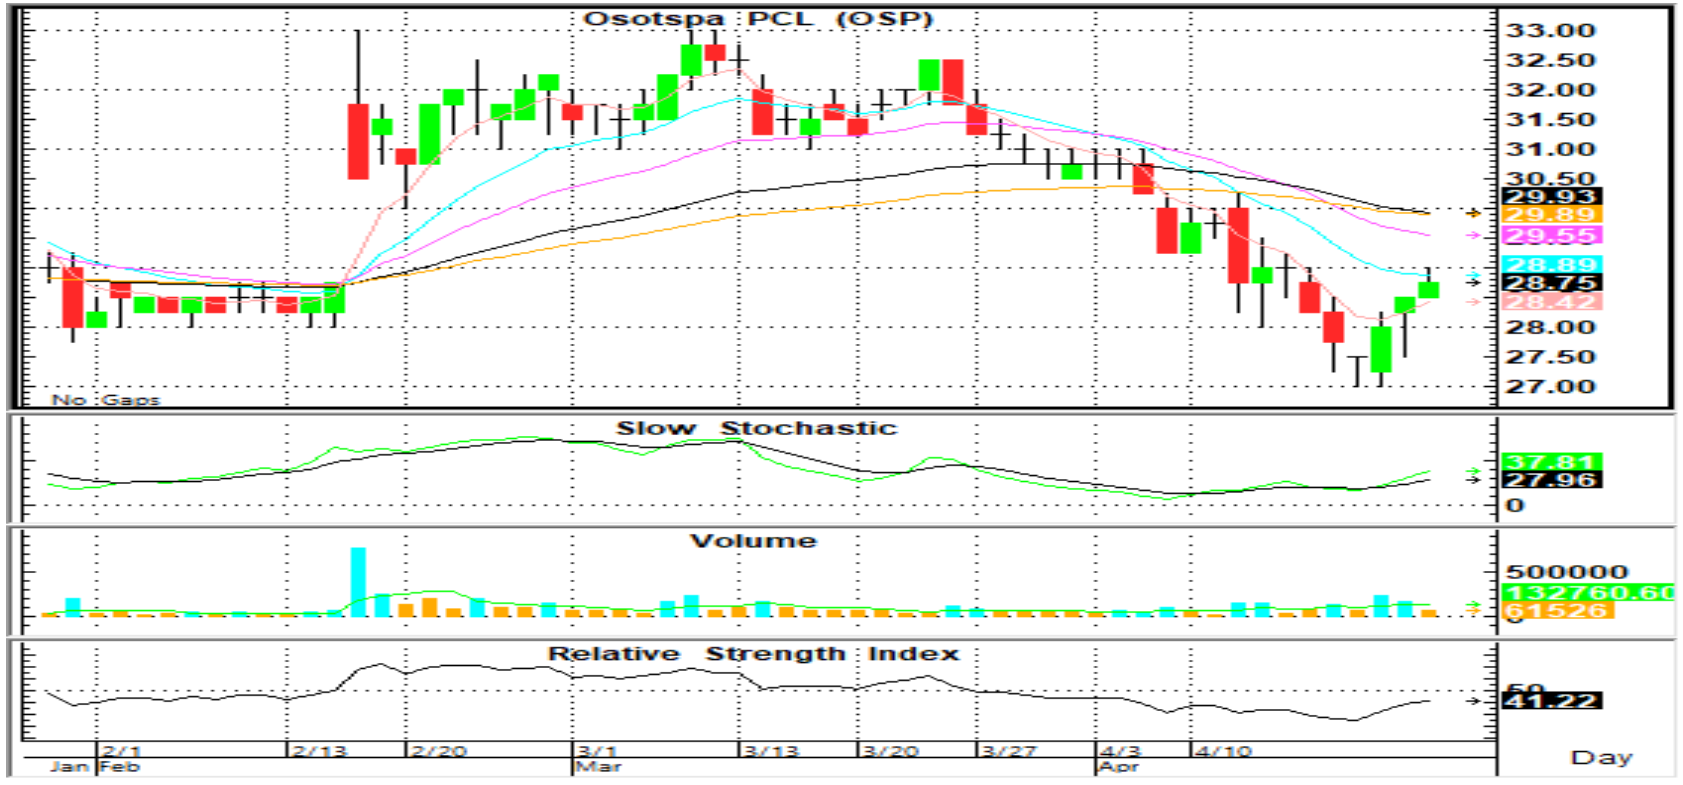 Osotspa PCL (OSP)
33.00
32.50
32.00
31.50
31.00
30.50
29.93
29.89
29.55
28.89
28.75
28.42
28.00
27.50
27.00
No Gaps
Slow Stochastic
37.81
27.96
0
Volume
500000
132760.60
61526
Relative Strength Index
50
41.22
2/1 2/13 2/20 3/1 3/13 3/20 3/27 4/3 4/10
Jan Feb Mar Apr
Day